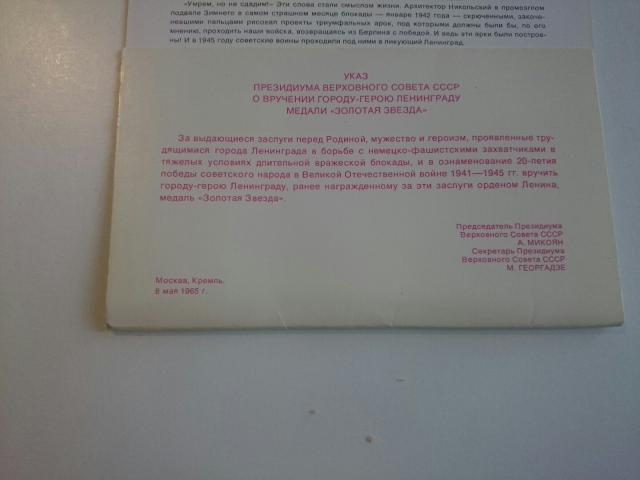 «Умрем, но не сдадим!» Эти слова стали смыслом жизни. Архитектор Никольский в промозглом
подвале Зимнего в самом страшном месяце блокады — январе 1942 года — скрюченными, закоче-
невшими пальцами рисовал проекты триумфальных арок, под которыми должны были бы, по его
мнению, проходить наши войска, возвращаясь из Берлина с победой. И ведь эти арки были построе-
ны! И в 1945 году советские воины проходили под ними в ликующий Ленинград.
УКАЗ
ПРЕЗИДИУМА ВЕРХОВНОГО СОВЕТА СССР
О ВРУЧЕНИИ ГОРОДУ-ГЕРОЮ ЛЕНИНГРАДУ
МЕДАЛИ «ЗОЛОТАЯ ЗВЕЗДА»
За выдающиеся заслуги перед Родиной, мужество и героизм, проявленные тру-
дящимися города Ленинграда в борьбе с немецко-фашистскими захватчиками в
тяжелых условиях длительной вражеской блокады, и в ознаменование 20-летия
победы советского народа в Великой Отечественной войне 1941—1945 гг. вручить
городу-герою Ленинграду, ранее награжденному за эти заслуги орденом Ленина,
медаль «Золотая Звезда».
Председатель Президиума
Верховного Совета СССР
А. МИКОЯН
Секретарь Президиума
Верховного Совета СССР
М. ГЕОРГАДЗЕ
Москва, Кремль.
8 мая 1965 г.